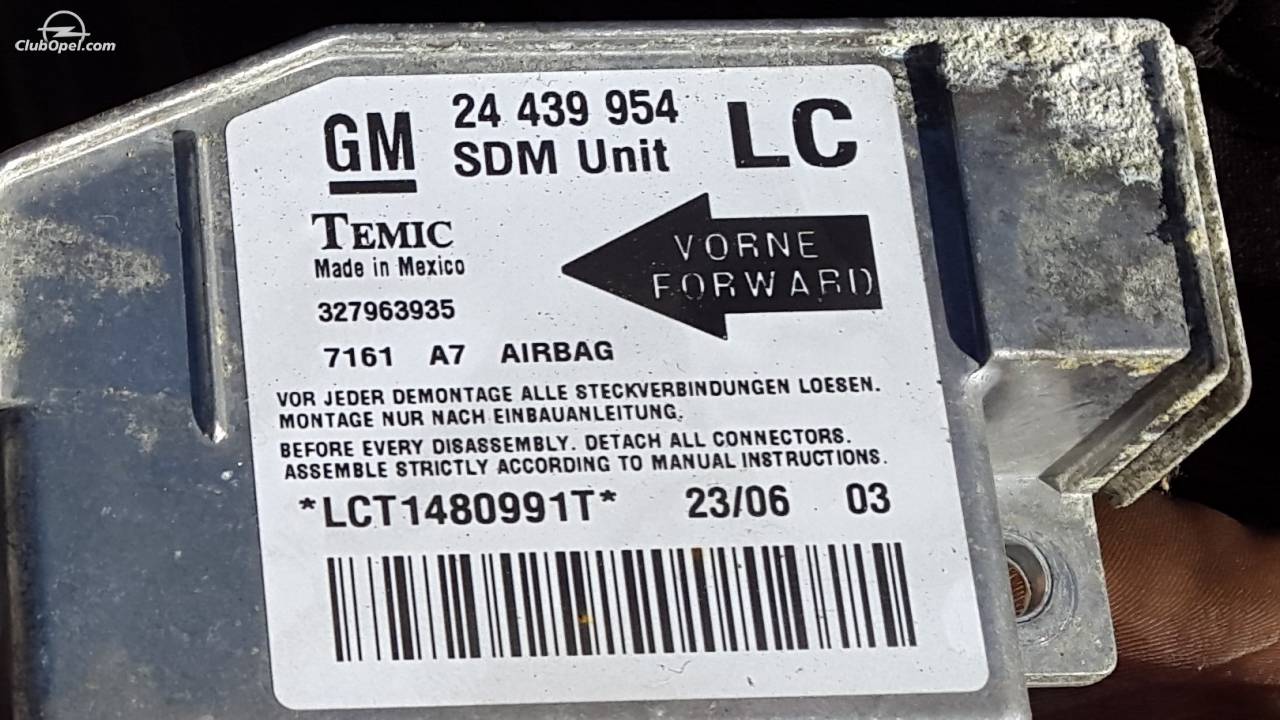 ClubOpel.com
GM
24 439 954
SDM Unit
LC
TEMIC
Made in Mexico
VORNE
FORWARD
327963935
7161 A7 AIRBAG
VOR JEDER DEMONTAGE ALLE STECKVERBINDUNGEN LOESEN.
MONTAGE NUR NACH EINBAUANLEITUNG.
BEFORE EVERY DISASSEMBLY. DETACH ALL CONNECTORS.
ASSEMBLE STRICTLY ACCORDING TO MANUAL INSTRUCTIONS.
*LCT1480991T* 23/06 03